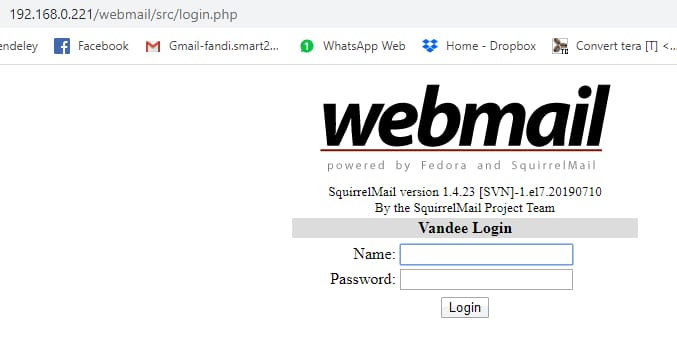 192.168.0.221/webmail/src/login.php
endeley Facebook Gmail-fandi.smart2... 1 WhatsApp Web Home - Dropbox TC Convert tera [T] <...
webmail
powered by Fedora and SquirrelMail
SquirrelMail version 1.4.23 [SVN]-1.el7.20190710
By the SquirrelMail Project Team
Vandee Login
Name:
Password:
Login